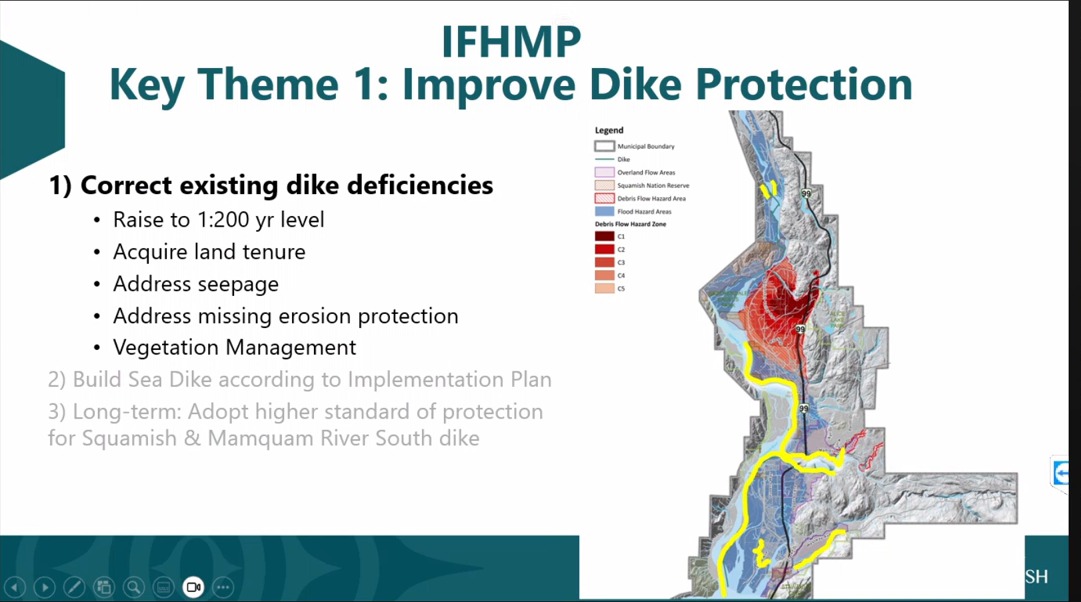 IFHMP
Key Theme 1: Improve Dike Protection
1) Correct existing dike deficiencies
• Raise to 1:200 yr level
• Acquire land tenure
• Address seepage
• Address missing erosion protection
• Vegetation Management
2) Build Sea Dike according to Implementation Plan
3) Long-term: Adopt higher standard of protection
for Squamish & Mamquam River South dike
Legend
Municipal Boundary
Dike
Overland Flow Areas
Squamish Nation Reserve
Debris Flow Hazard Area
Flood Hazard Areas
Debris Flow Hazard Zone
C1
C2
C3
C4
C5
99
99
99
SH